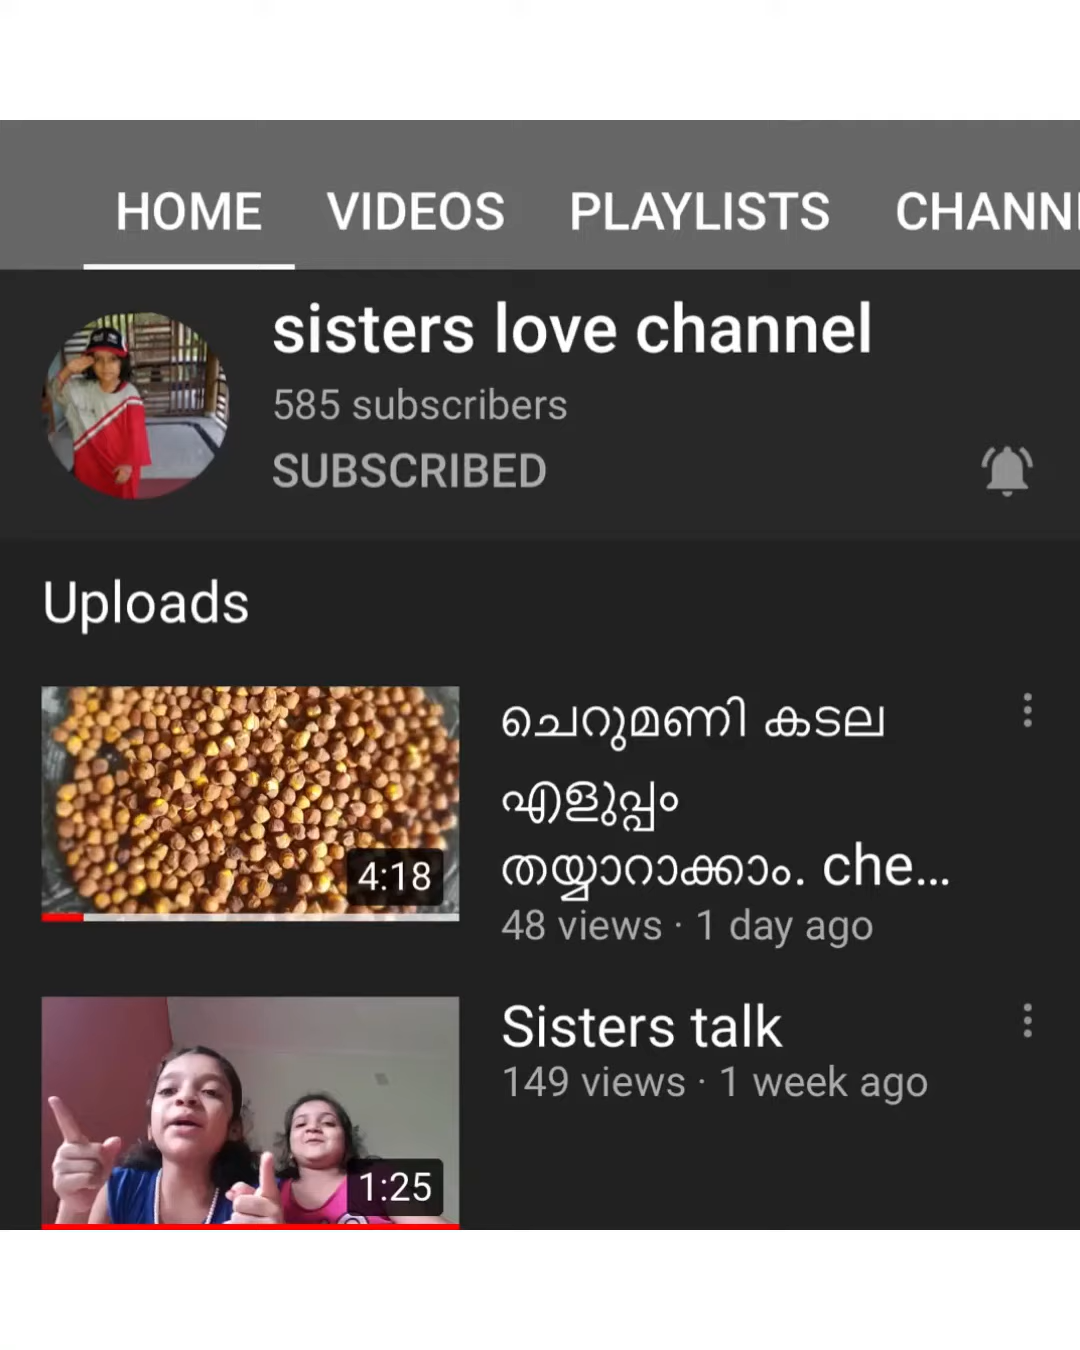 HOME VIDEOS PLAYLISTS CHANN
sisters love channel
585 subscribers
SUBSCRIBED
Uploads
ചെറുമണി കടല
എളുപ്പം
തയ്യാറാക്കാം. che...
48 views · 1 day ago
4:18
Sisters talk
149 views · 1 week ago
1:25